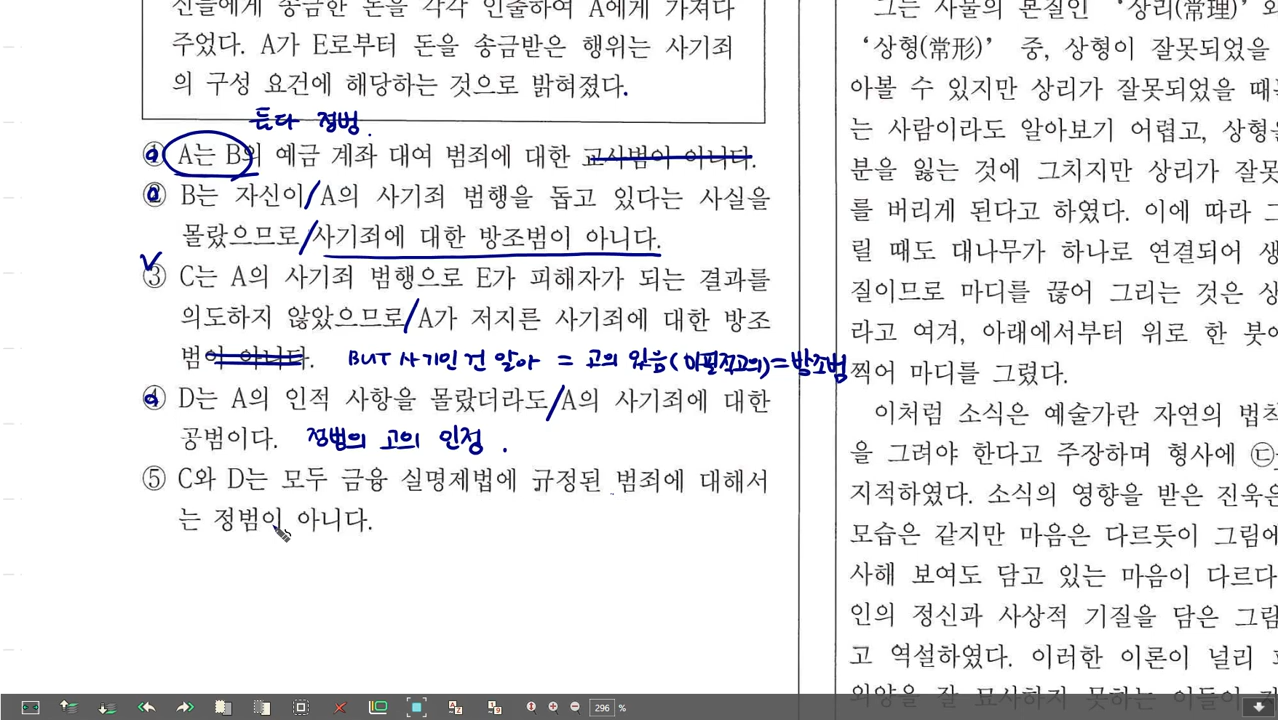 신들에게 송금한 돈을 각각 인출하여 A에게 가져다
주었다. A가 E로부터 돈을 송금받은 행위는 사기죄
의 구성 요건에 해당하는 것으로 밝혀졌다.
둔다 정범.
① A는 B의 예금 계좌 대여 범죄에 대한 교사범이 아니다.
② B는 자신이 A의 사기죄 범행을 돕고 있다는 사실을
몰랐으므로 사기죄에 대한 방조범이 아니다.
③ C는 A의 사기죄 범행으로 E가 피해자가 되는 결과를
의도하지 않았으므로 A가 저지른 사기죄에 대한 방조
범이 아니다. BUT 사기인 건 알아 = 고의 있음(미필적고의)=방조범
④ D는 A의 인적 사항을 몰랐더라도 A의 사기죄에 대한
공범이다. 정범의 고의 인정.
⑤ C와 D는 모두 금융 실명제법에 규정된 범죄에 대해서
는 정범이 아니다.
그는 사물의 본질인 ‘상리(常理)’와
‘상형(常形)’ 중, 상형이 잘못되었을
아볼 수 있지만 상리가 잘못되었을 때
는 사람이라도 알아보기 어렵고, 상형
분을 잃는 것에 그치지만 상리가 잘못
를 버리게 된다고 하였다. 이에 따라 그
릴 때도 대나무가 하나로 연결되어 생
질이므로 마디를 끊어 그리는 것은 상
라고 여겨, 아래에서부터 위로 한 붓에
찍어 마디를 그렸다.
이처럼 소식은 예술가란 자연의 법칙
을 그려야 한다고 주장하며 형사에 ㉢
지적하였다. 소식의 영향을 받은 진욱은
모습은 같지만 마음은 다르듯이 그림에
사해 보여도 담고 있는 마음이 다르다
인의 정신과 사상적 기질을 담은 그림
고 역설하였다. 이러한 이론이 널리
외양을 잘 묘사하지 못하는 이들이
296 %